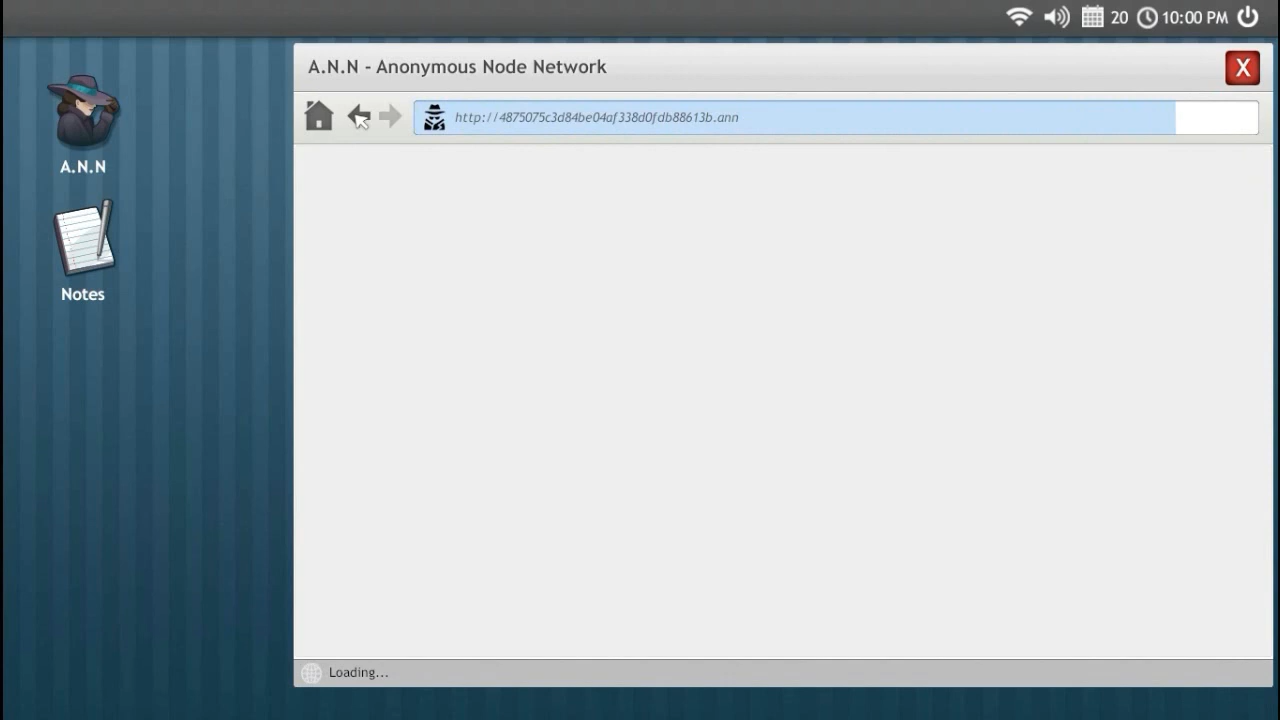 20 10:00 PM
A.N.N - Anonymous Node Network
X
http://4875075c3d84be04af338d0fdb88613b.ann
A.N.N
Notes
Loading...